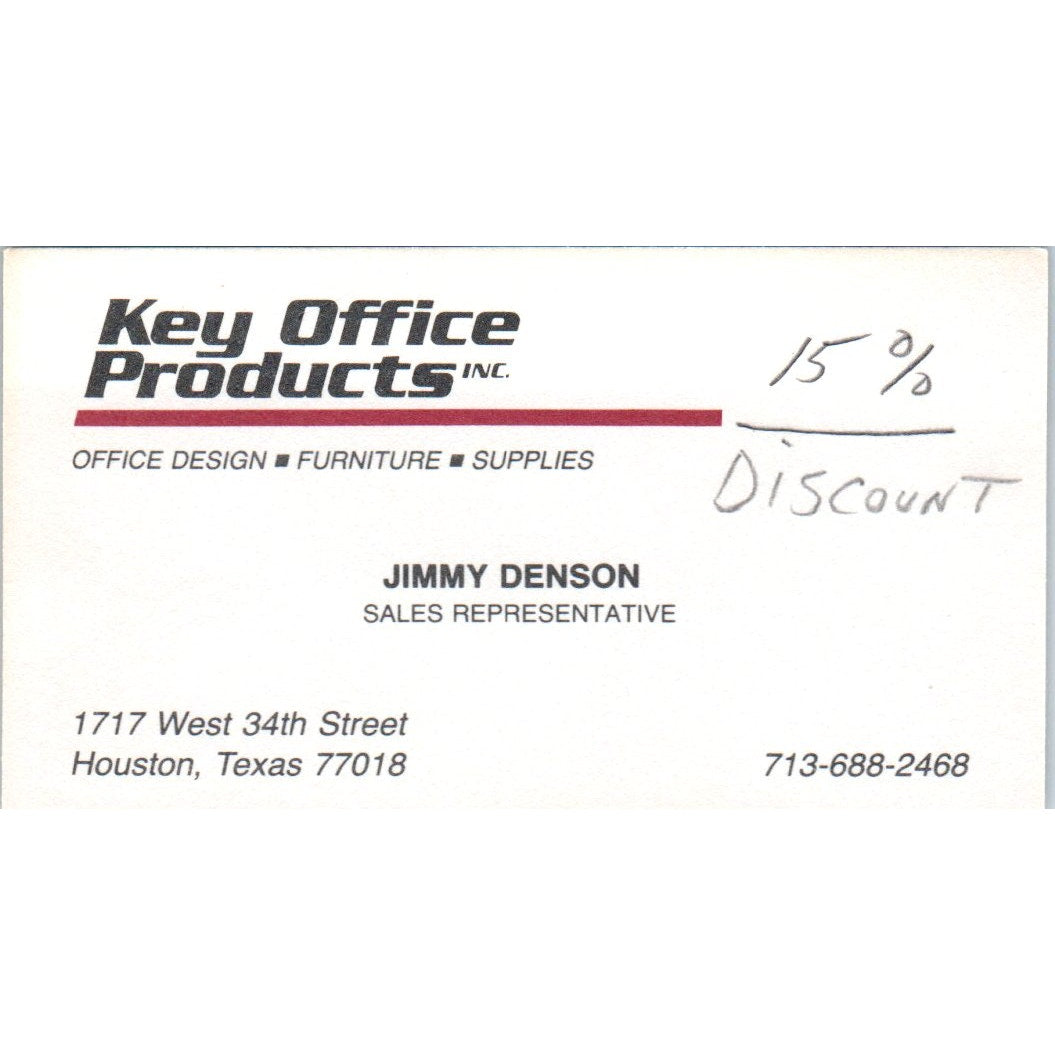 Key Office
Products INC.
15 %
OFFICE DESIGN ▪ FURNITURE ▪ SUPPLIES
DISCOUNT
JIMMY DENSON
SALES REPRESENTATIVE
1717 West 34th Street
Houston, Texas 77018
713-688-2468